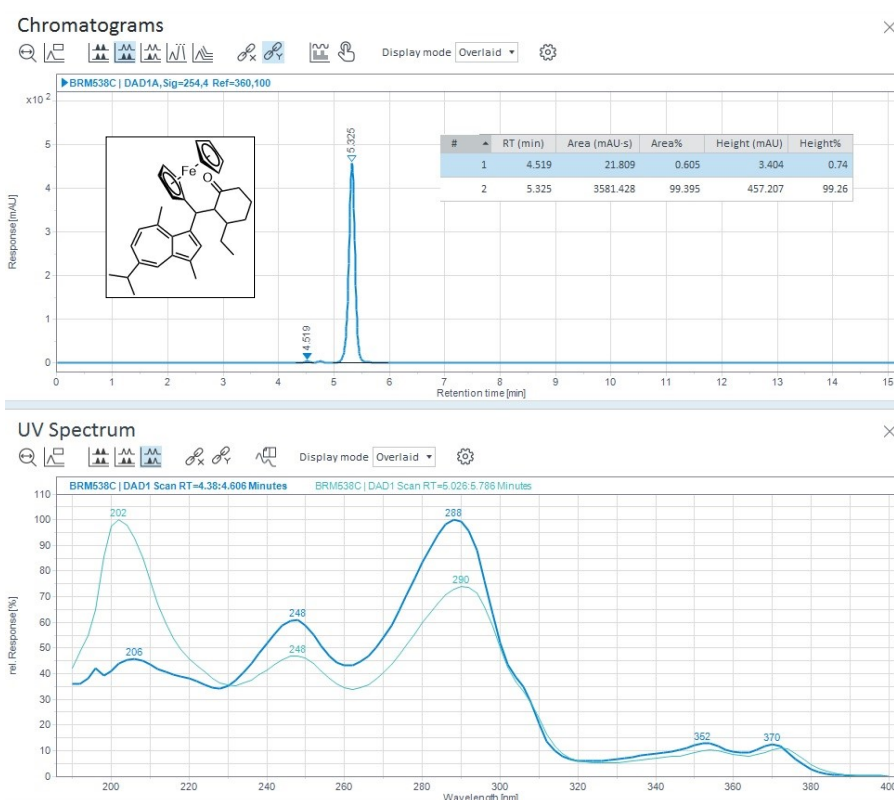 Chromatograms
Display mode Overlaid
BRM538C | DAD1A,Sig=254,4 Ref=360,100
x10 2
5
4
3
2
1
0
Response [mAU]
Fe
O
4.519
5.325
# RT (min) Area (mAU·s) Area% Height (mAU) Height%
1 4.519 21.809 0.605 3.404 0.74
2 5.325 3581.428 99.395 457.207 99.26
0 1 2 3 4 5 6 7 8 9 10 11 12 13 14 15
Retention time [min]
UV Spectrum
Display mode Overlaid
BRM538C | DAD1 Scan RT=4.38:4.606 Minutes BRM538C | DAD1 Scan RT=5.026:5.786 Minutes
110
100
90
80
70
60
50
40
30
20
10
0
rel. Response [%]
202
288
290
248
248
206
352
370
200 220 240 260 280 300 320 340 360 380 400
Wavelength [nm]